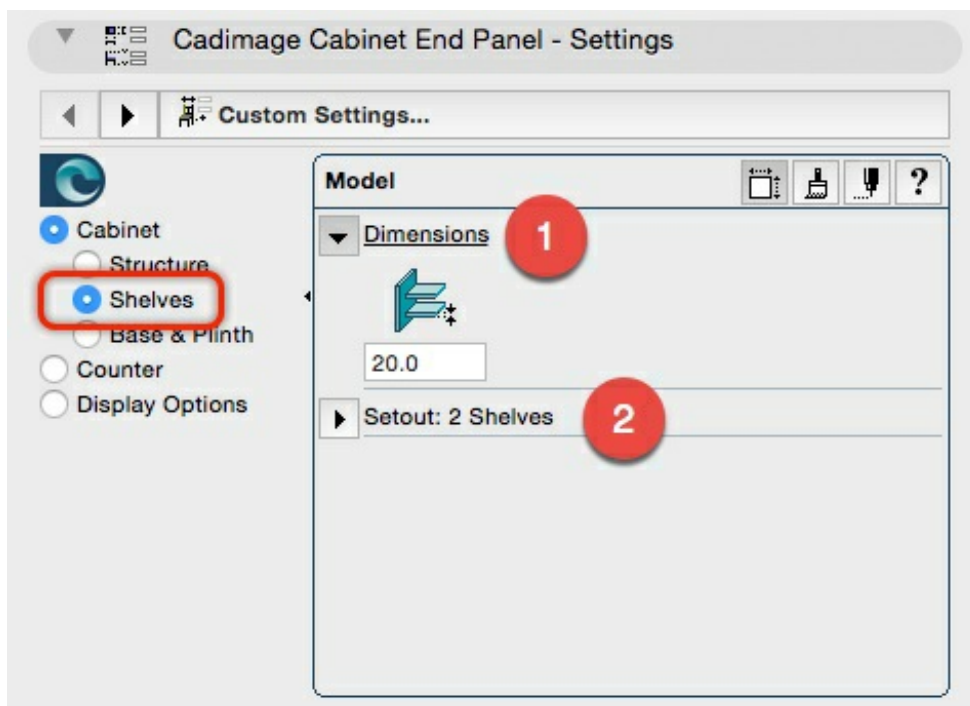 Cadimage Cabinet End Panel - Settings
Custom Settings...
Model
?
Cabinet
Structure
Shelves
Base & Plinth
Counter
Display Options
Dimensions
1
20.0
Setout: 2 Shelves
2